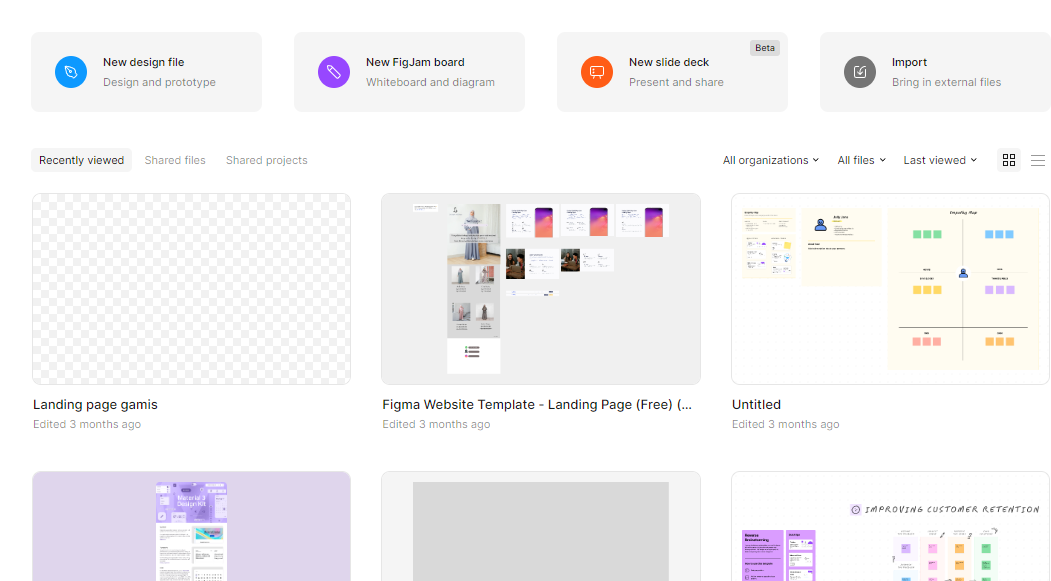 Beta
New design file
Design and prototype
New FigJam board
Whiteboard and diagram
New slide deck
Present and share
Import
Bring in external files
Recently viewed
Shared files
Shared projects
All organizations
All files
Last viewed
Landing page gamis
Edited 3 months ago
Figma Website Template - Landing Page (Free) (...
Edited 3 months ago
Untitled
Edited 3 months ago
Material 3
Design Kit
IMPROVING CUSTOMER RETENTION